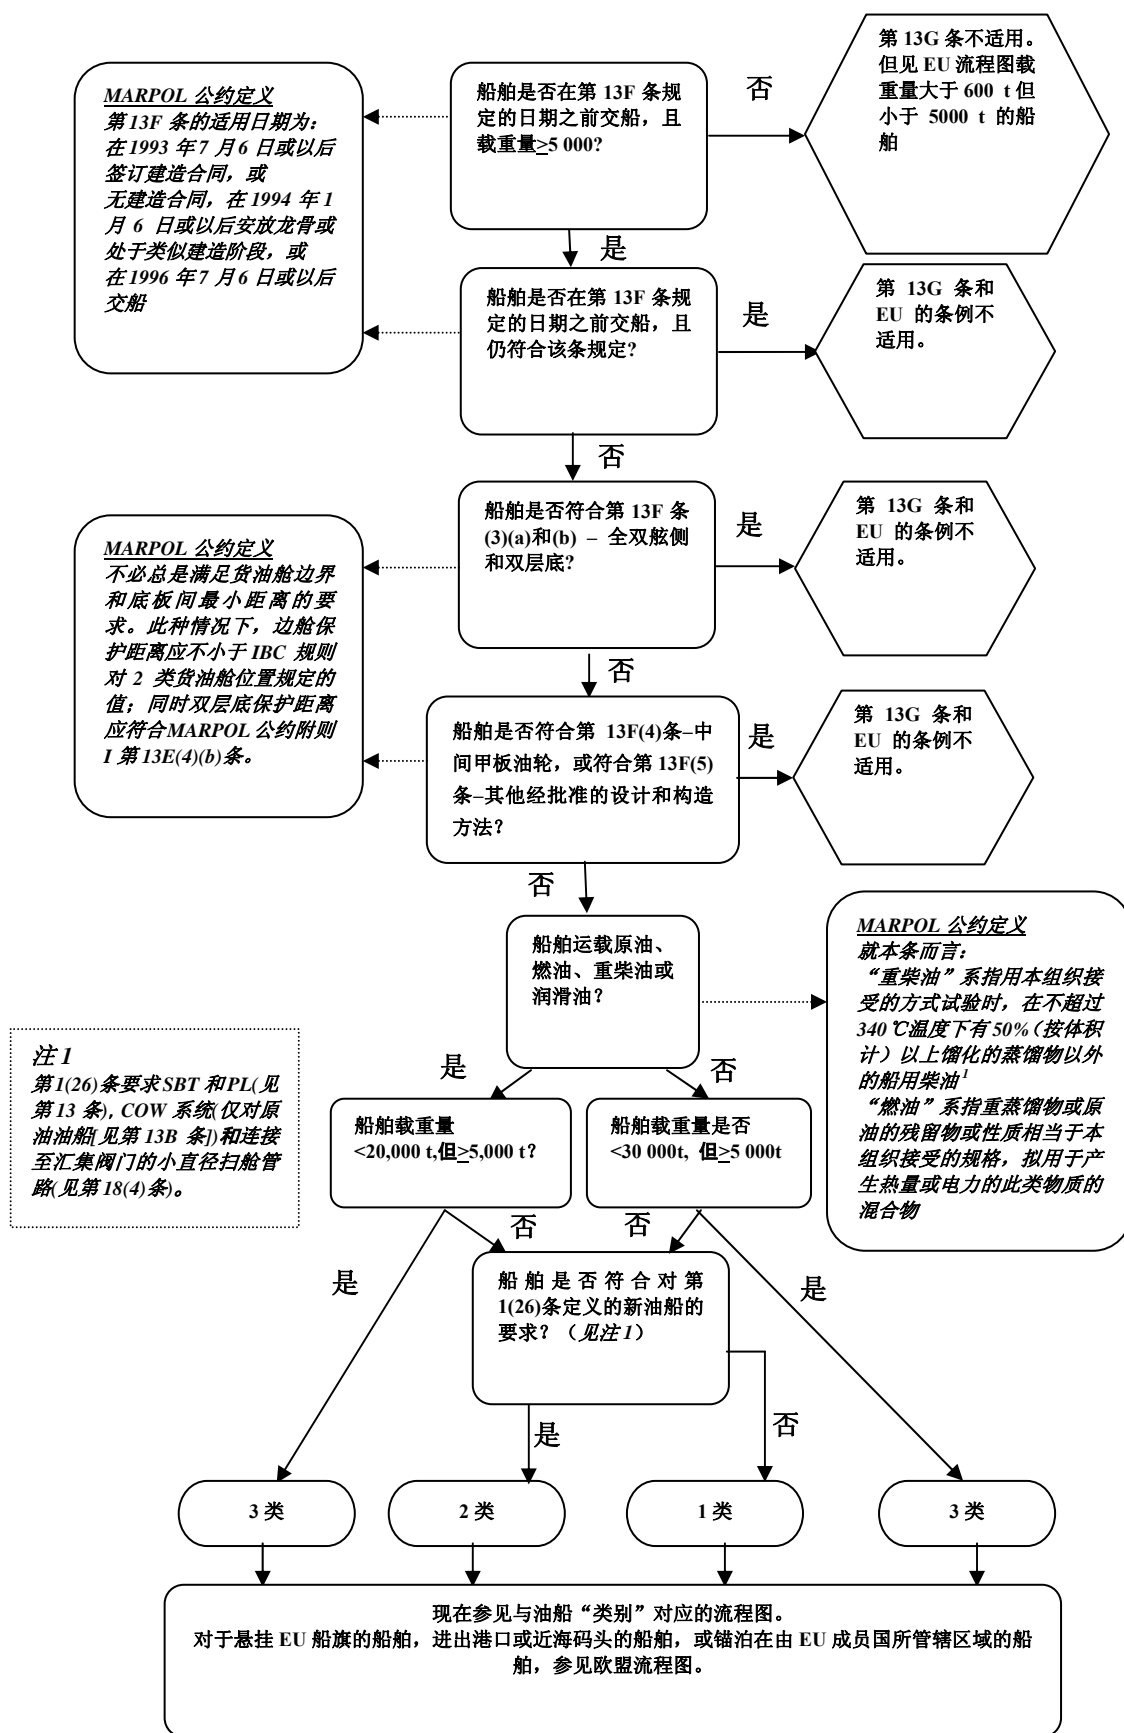 第 13G 条不适用。
但见 EU 流程图载
重量大于 600 t 但
小于 5000 t 的船
舶
船舶是否在第 13F 条规
定的日期之前交船，且
载重量≥5 000?
否
MARPOL 公约定义
第 13F 条的适用日期为：
在 1993 年 7 月 6 日或以后
签订建造合同，或
无建造合同，在 1994 年 1
月 6 日或以后安放龙骨或
处于类似建造阶段，或
在 1996 年 7 月 6 日或以后
交船
是
船舶是否在第 13F 条规
定的日期之前交船，且
仍符合该条规定?
是
第 13G 条和
EU 的条例不
适用。
否
船舶是否符合第 13F 条
(3)(a)和(b) – 全双舷侧
和双层底?
是
第 13G 条和
EU 的条例不
适用。
MARPOL 公约定义
不必总是满足货油舱边界
和底板间最小距离的要
求。此种情况下，边舱保
护距离应不小于 IBC 规则
对 2 类货油舱位置规定的
值；同时双层底保护距离
应符合MARPOL 公约附则
I 第 13E(4)(b)条。
否
船舶是否符合第 13F(4)条–中
间甲板油轮，或符合第 13F(5)
条–其他经批准的设计和构造
方法？
是
第 13G 条和
EU 的条例不
适用。
否
船舶运载原油、
燃油、重柴油或
润滑油？
MARPOL 公约定义
就本条而言：
“重柴油”系指用本组织接
受的方式试验时，在不超过
340℃温度下有 50%（按体积
计）以上馏化的蒸馏物以外
的船用柴油1
“燃油”系指重蒸馏物或原
油的残留物或性质相当于本
组织接受的规格，拟用于产
生热量或电力的此类物质的
混合物
注 1
第 1(26)条要求 SBT 和 PL(见
第 13 条), COW 系统(仅对原
油油船[见第 13B 条])和连接
至汇集阀门的小直径扫舱管
路(见第 18(4)条)。
是
否
船舶载重量
<20,000 t,但≥5,000 t？
船舶载重量是否
<30 000t, 但≥5 000t
否
否
是
船舶是否符合对第
1(26)条定义的新油船的
要求？（见注 1）
是
是
否
3 类
2 类
1 类
3 类
现在参见与油船“类别”对应的流程图。
对于悬挂 EU 船旗的船舶，进出港口或近海码头的船舶，或锚泊在由 EU 成员国所管辖区域的船
舶，参见欧盟流程图。